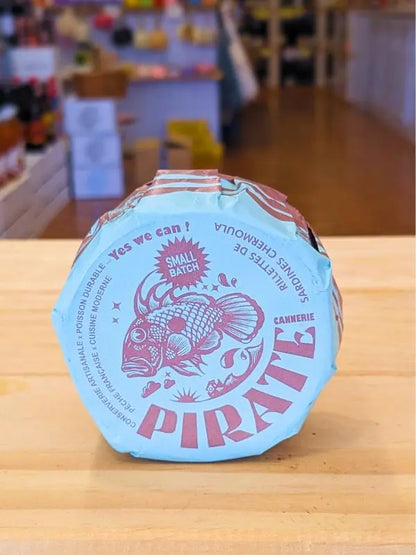 Yes we can !
SMALL
BATCH
RILLETTES DE
SARDINES CHERMOULA
CONSERVERIE ARTISANALE x POISSON DURABLE
PÊCHE FRANÇAISE x CUISINE MODERNE
CANNERIE
PIRATE